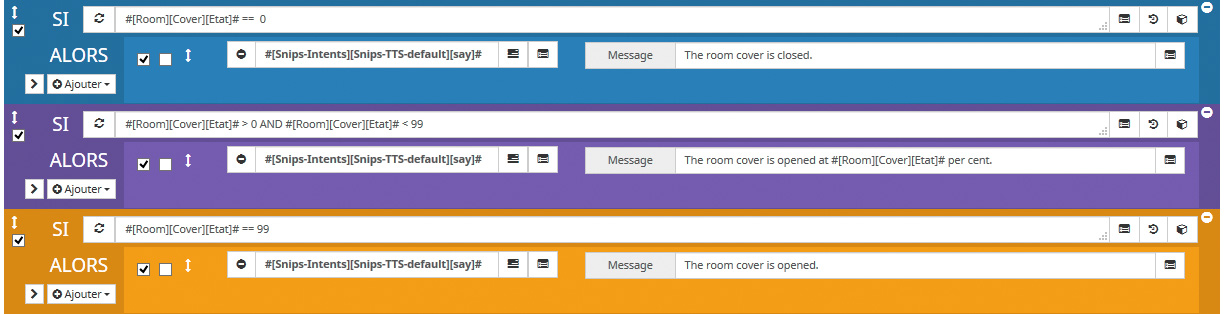 SI #[Room][Cover][Etat]# == 0
ALORS #[Snips-Intents][Snips-TTS-default][say]# Message The room cover is closed.
Ajouter
SI #[Room][Cover][Etat]# > 0 AND #[Room][Cover][Etat]# < 99
ALORS #[Snips-Intents][Snips-TTS-default][say]# Message The room cover is opened at #[Room][Cover][Etat]# per cent.
Ajouter
SI #[Room][Cover][Etat]# == 99
ALORS #[Snips-Intents][Snips-TTS-default][say]# Message The room cover is opened.
Ajouter